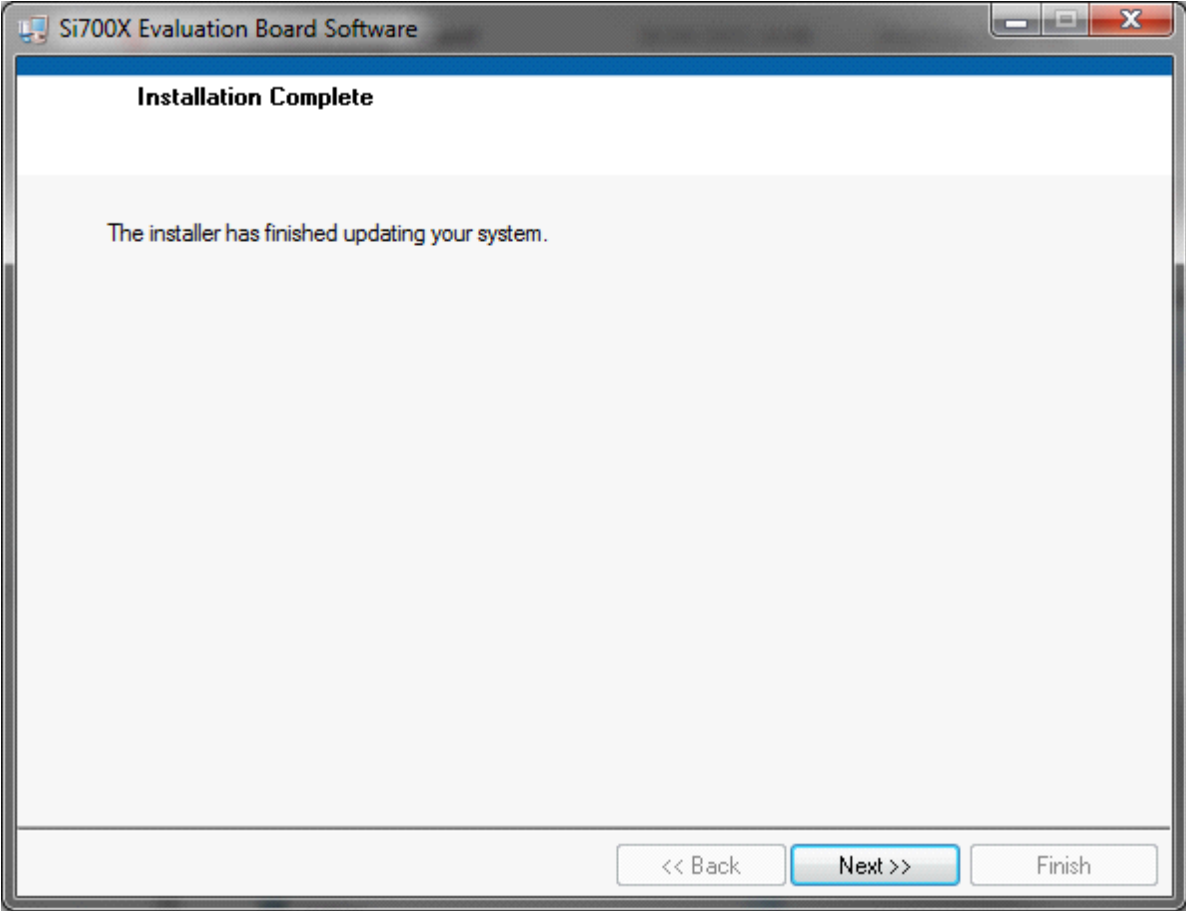 Si700X Evaluation Board Software
Installation Complete
The installer has finished updating your system.
<< Back
Next >>
Finish